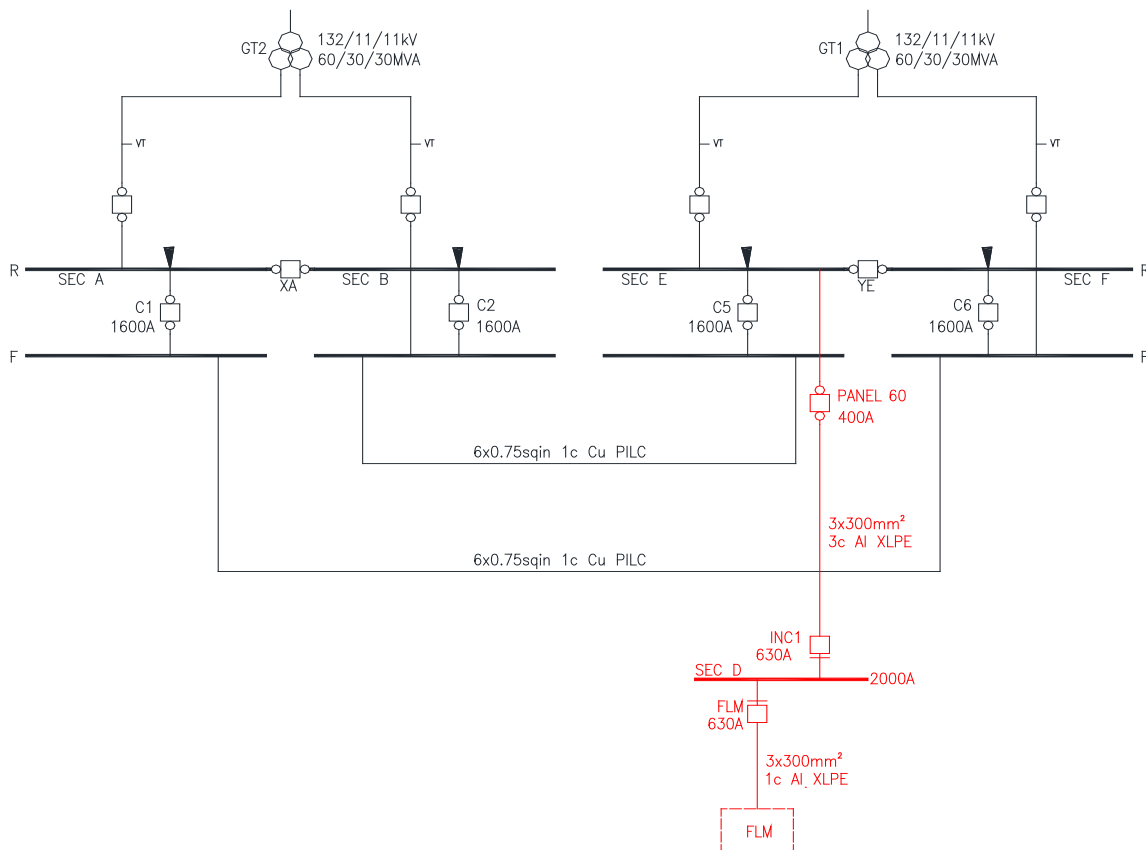 GT2
132/11/11kV
60/30/30MVA
GT1
132/11/11kV
60/30/30MVA
VT
VT
VT
VT
R
SEC A
XA
SEC B
SEC E
YE
SEC F
R
C1
1600A
C2
1600A
C5
1600A
C6
1600A
F
F
PANEL 60
400A
6x0.75sqin 1c Cu PILC
3x300mm²
3c Al XLPE
6x0.75sqin 1c Cu PILC
INC1
630A
SEC D
2000A
FLM
630A
3x300mm²
1c Al XLPE
FLM